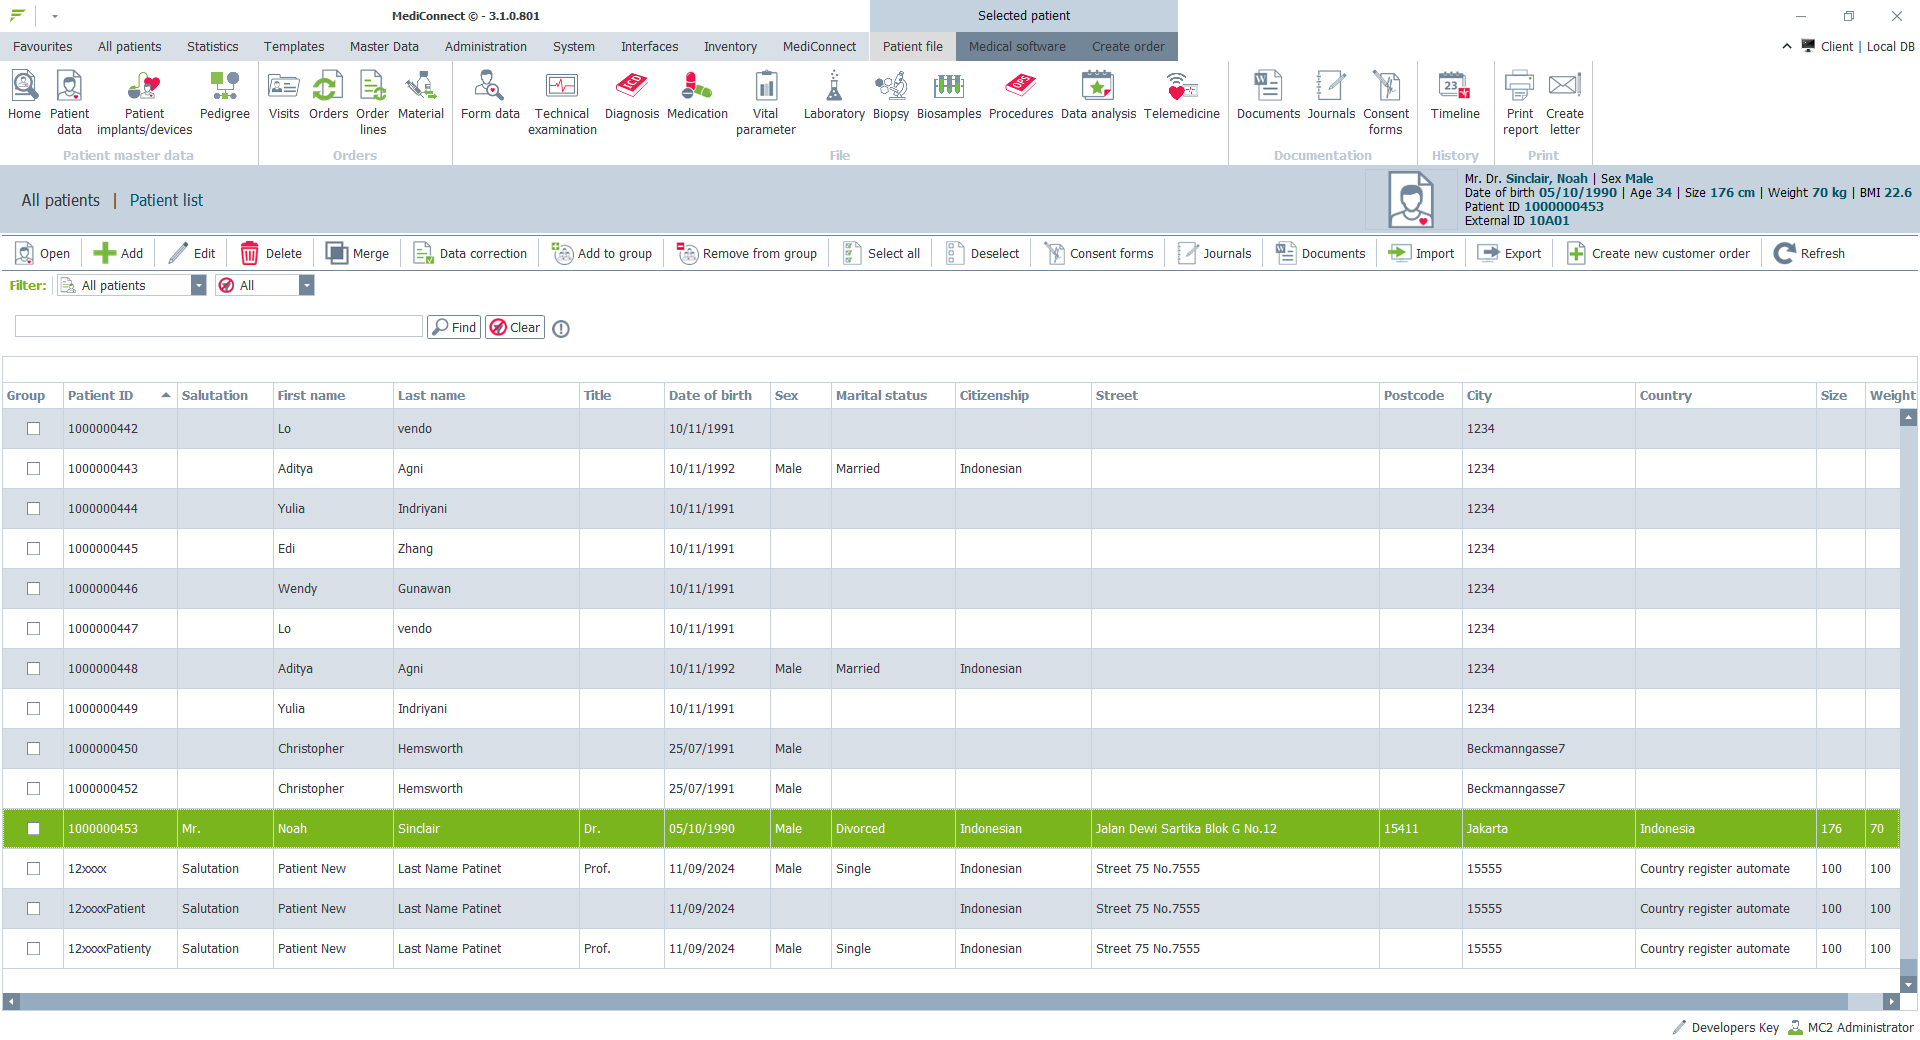 MediConnect © - 3.1.0.801
Selected patient
Favourites All patients Statistics Templates Master Data Administration System Interfaces Inventory MediConnect Patient file Medical software Create order Client | Local DB
Home Patient data Patient implants/devices Pedigree Visits Orders Order lines Material Form data Technical examination Diagnosis Medication Vital parameter Laboratory Biopsy Biosamples Procedures Data analysis Telemedicine Documents Journals Consent forms Timeline Print report Create letter
Patient master data Orders File Documentation History Print
All patients | Patient list
Mr. Dr. Sinclair, Noah | Sex Male
Date of birth 05/10/1990 | Age 34 | Size 176 cm | Weight 70 kg | BMI 22.6
Patient ID 1000000453
External ID 10A01
Open Add Edit Delete Merge Data correction Add to group Remove from group Select all Deselect Consent forms Journals Documents Import Export Create new customer order Refresh
Filter: All patients All
Find Clear
Group Patient ID Salutation First name Last name Title Date of birth Sex Marital status Citizenship Street Postcode City Country Size Weight
1000000442 Lo vendo 10/11/1991 1234
1000000443 Aditya Agni 10/11/1992 Male Married Indonesian 1234
1000000444 Yulia Indriyani 10/11/1991 1234
1000000445 Edi Zhang 10/11/1991 1234
1000000446 Wendy Gunawan 10/11/1991 1234
1000000447 Lo vendo 10/11/1991 1234
1000000448 Aditya Agni 10/11/1992 Male Married Indonesian 1234
1000000449 Yulia Indriyani 10/11/1991 1234
1000000450 Christopher Hemsworth 25/07/1991 Male Beckmanngasse7
1000000452 Christopher Hemsworth 25/07/1991 Male Beckmanngasse7
1000000453 Mr. Noah Sinclair Dr. 05/10/1990 Male Divorced Indonesian Jalan Dewi Sartika Blok G No.12 15411 Jakarta Indonesia 176 70
12xxxx Salutation Patient New Last Name Patinet Prof. 11/09/2024 Male Single Indonesian Street 75 No.7555 15555 Country register automate 100 100
12xxxxPatient Salutation Patient New Last Name Patinet 11/09/2024 Indonesian Street 75 No.7555 15555 Country register automate 100 100
12xxxxPatienty Salutation Patient New Last Name Patinet Prof. 11/09/2024 Male Single Indonesian Street 75 No.7555 15555 Country register automate 100 100
Developers Key MC2 Administrator